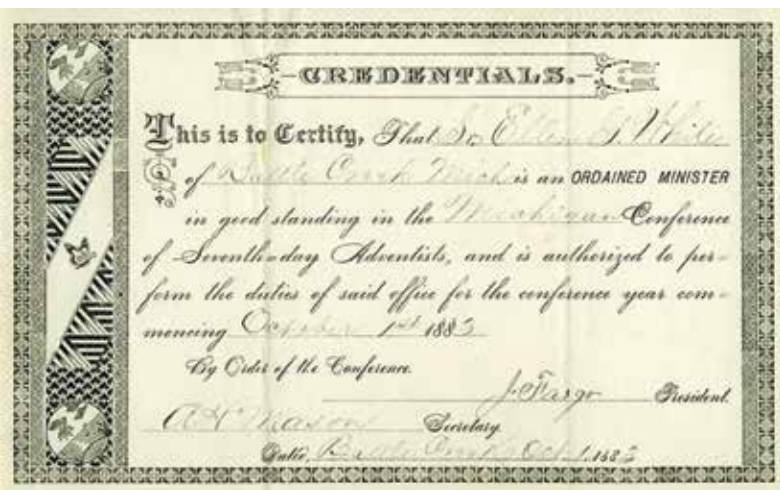 CREDENTIALS.
This is to Certify, That Sr Ellen G. White
of Battle Creek Mich is an ORDAINED MINISTER
in good standing in the Michigan Conference
of Seventh-day Adventists, and is authorized to per-
form the duties of said office for the conference year com-
mencing October 1st 1883
By Order of the Conference.
J. Fargo President.
A H Mason Secretary
Date, Battle Creek Oct 1, 1883